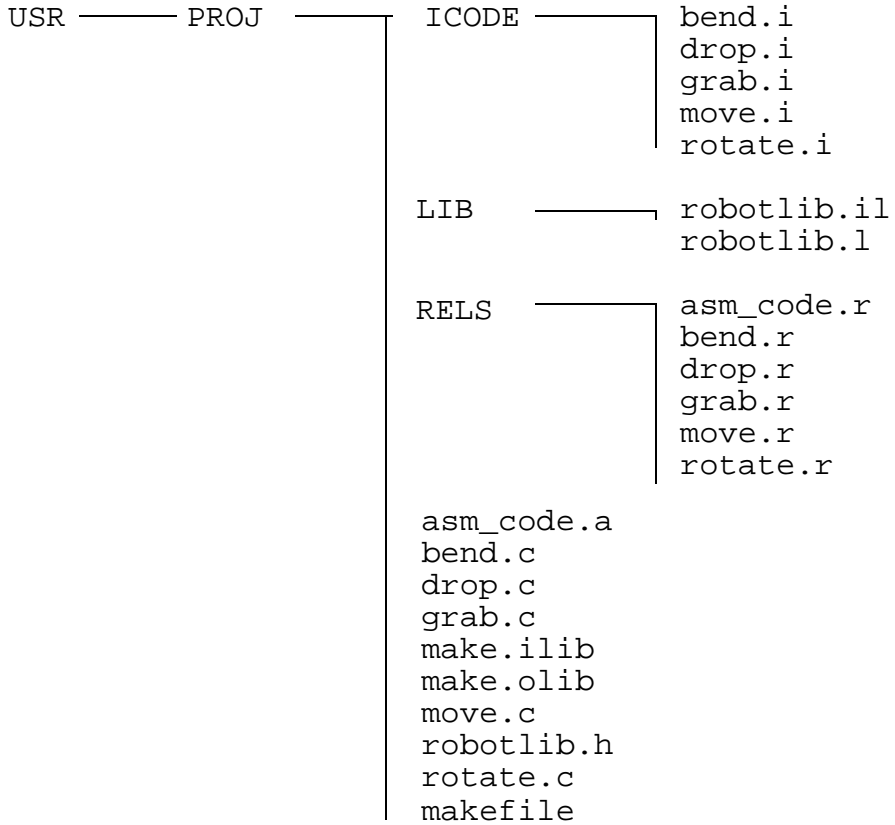 USR PROJ ICODE bend.i
drop.i
grab.i
move.i
rotate.i
LIB robotlib.il
robotlib.l
RELS asm_code.r
bend.r
drop.r
grab.r
move.r
rotate.r
asm_code.a
bend.c
drop.c
grab.c
make.ilib
make.olib
move.c
robotlib.h
rotate.c
makefile